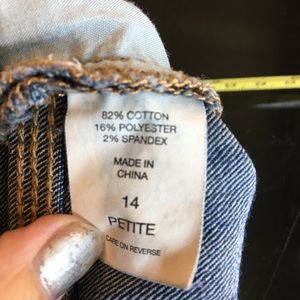 82% COTTON
16% POLYESTER
2% SPANDEX
MADE IN
CHINA
14
PETITE
CARE ON REVERSE